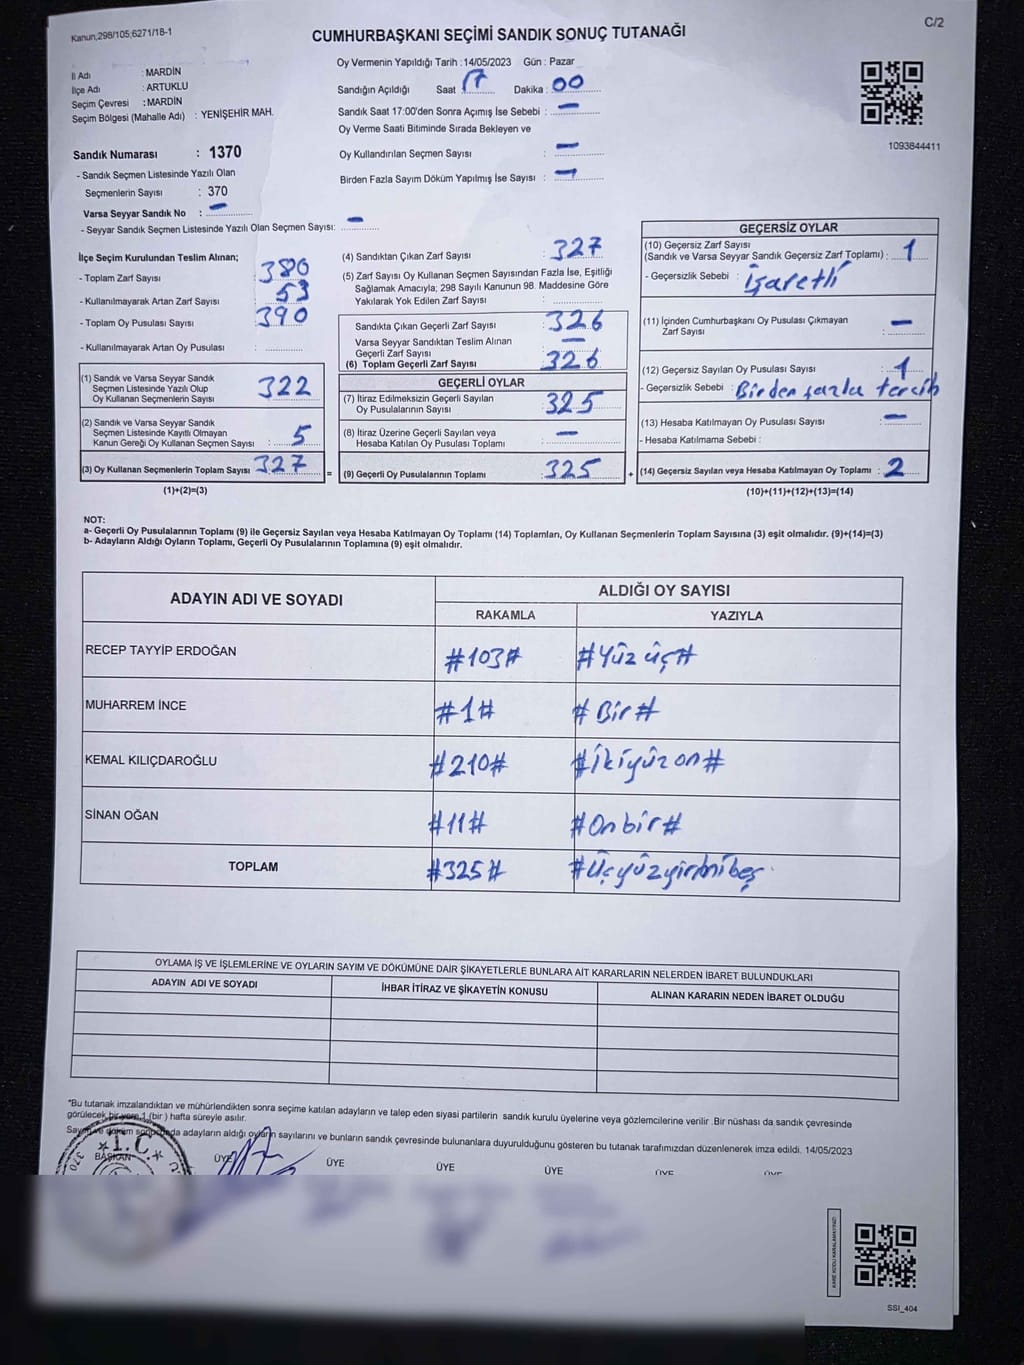 Kanun,298/105;6271/18-1
C/2
CUMHURBAŞKANI SEÇİMİ SANDIK SONUÇ TUTANAĞI
İl Adı : MARDİN
İlçe Adı : ARTUKLU
Seçim Çevresi : MARDİN
Seçim Bölgesi (Mahalle Adı) : YENİŞEHİR MAH.
Sandık Numarası : 1370
- Sandık Seçmen Listesinde Yazılı Olan
Seçmenlerin Sayısı : 370
Varsa Seyyar Sandık No : –
- Seyyar Sandık Seçmen Listesinde Yazılı Olan Seçmen Sayısı: –
Oy Vermenin Yapıldığı Tarih : 14/05/2023 Gün : Pazar
Sandığın Açıldığı Saat 17 Dakika : 00
Sandık Saat 17:00'den Sonra Açımış İse Sebebi : –
Oy Verme Saati Bitiminde Sırada Bekleyen ve
Oy Kullandırılan Seçmen Sayısı : –
Birden Fazla Sayım Döküm Yapılmış İse Sayısı : –
1093844411
İlçe Seçim Kurulundan Teslim Alınan;
- Toplam Zarf Sayısı : 380
- Kullanılmayarak Artan Zarf Sayısı : 53
- Toplam Oy Pusulası Sayısı : 390
- Kullanılmayarak Artan Oy Pusulası :
(1) Sandık ve Varsa Seyyar Sandık
Seçmen Listesinde Yazılı Olup
Oy Kullanan Seçmenlerin Sayısı : 322
(2) Sandık ve Varsa Seyyar Sandık
Seçmen Listesinde Kayıtlı Olmayan
Kanun Gereği Oy Kullanan Seçmen Sayısı : 5
(3) Oy Kullanan Seçmenlerin Toplam Sayısı : 327 =
(1)+(2)=(3)
(4) Sandıktan Çıkan Zarf Sayısı : 327
(5) Zarf Sayısı Oy Kullanan Seçmen Sayısından Fazla İse, Eşitliği
Sağlamak Amacıyla; 298 Sayılı Kanunun 98. Maddesine Göre
Yakılarak Yok Edilen Zarf Sayısı :
Sandıkta Çıkan Geçerli Zarf Sayısı : 326
Varsa Seyyar Sandıktan Teslim Alınan
Geçerli Zarf Sayısı : –
(6) Toplam Geçerli Zarf Sayısı : 326
GEÇERLİ OYLAR
(7) İtiraz Edilmeksizin Geçerli Sayılan
Oy Pusulalarının Sayısı : 325
(8) İtiraz Üzerine Geçerli Sayılan veya
Hesaba Katılan Oy Pusulası Toplamı : –
(9) Geçerli Oy Pusulalarının Toplamı : 325 +
GEÇERSİZ OYLAR
(10) Geçersiz Zarf Sayısı
(Sandık ve Varsa Seyyar Sandık Geçersiz Zarf Toplamı) : 1
- Geçersizlik Sebebi : İşaretli
(11) İçinden Cumhurbaşkanı Oy Pusulası Çıkmayan
Zarf Sayısı : –
(12) Geçersiz Sayılan Oy Pusulası Sayısı : 1
- Geçersizlik Sebebi : Birden fazla tercih
(13) Hesaba Katılmayan Oy Pusulası Sayısı : –
- Hesaba Katılmama Sebebi :
(14) Geçersiz Sayılan veya Hesaba Katılmayan Oy Toplamı : 2
(10)+(11)+(12)+(13)=(14)
NOT:
a- Geçerli Oy Pusulalarının Toplamı (9) ile Geçersiz Sayılan veya Hesaba Katılmayan Oy Toplamı (14) Toplamları, Oy Kullanan Seçmenlerin Toplam Sayısına (3) eşit olmalıdır. (9)+(14)=(3)
b- Adayların Aldığı Oyların Toplamı, Geçerli Oy Pusulalarının Toplamına (9) eşit olmalıdır.
ADAYIN ADI VE SOYADI ALDIĞI OY SAYISI
RAKAMLA YAZIYLA
RECEP TAYYİP ERDOĞAN #103# #Yüz üç#
MUHARREM İNCE #1# #Bir#
KEMAL KILIÇDAROĞLU #210# #İkiyüz on#
SİNAN OĞAN #11# #Onbir#
TOPLAM #325# #Üçyüzyirmibeş
OYLAMA İŞ VE İŞLEMLERİNE VE OYLARIN SAYIM VE DÖKÜMÜNE DAİR ŞİKAYETLERLE BUNLARA AİT KARARLARIN NELERDEN İBARET BULUNDUKLARI
ADAYIN ADI VE SOYADI İHBAR İTİRAZ VE ŞİKAYETİN KONUSU ALINAN KARARIN NEDEN İBARET OLDUĞU
*Bu tutanak imzalandıktan ve mühürlendikten sonra seçime katılan adayların ve talep eden siyasi partilerin sandık kurulu üyelerine veya gözlemcilerine verilir. Bir nüshası da sandık çevresinde
görülecek bir yere 1 (bir) hafta süreyle asılır.
Sayım ve döküm sonucunda adayların aldığı oyların sayılarını ve bunların sandık çevresinde bulunanlara duyurulduğunu gösteren bu tutanak tarafımızdan düzenlenerek imza edildi. 14/05/2023
BAŞKAN ÜYE ÜYE ÜYE ÜYE ÜYE ÜYE
T.C.
370
SSI_404